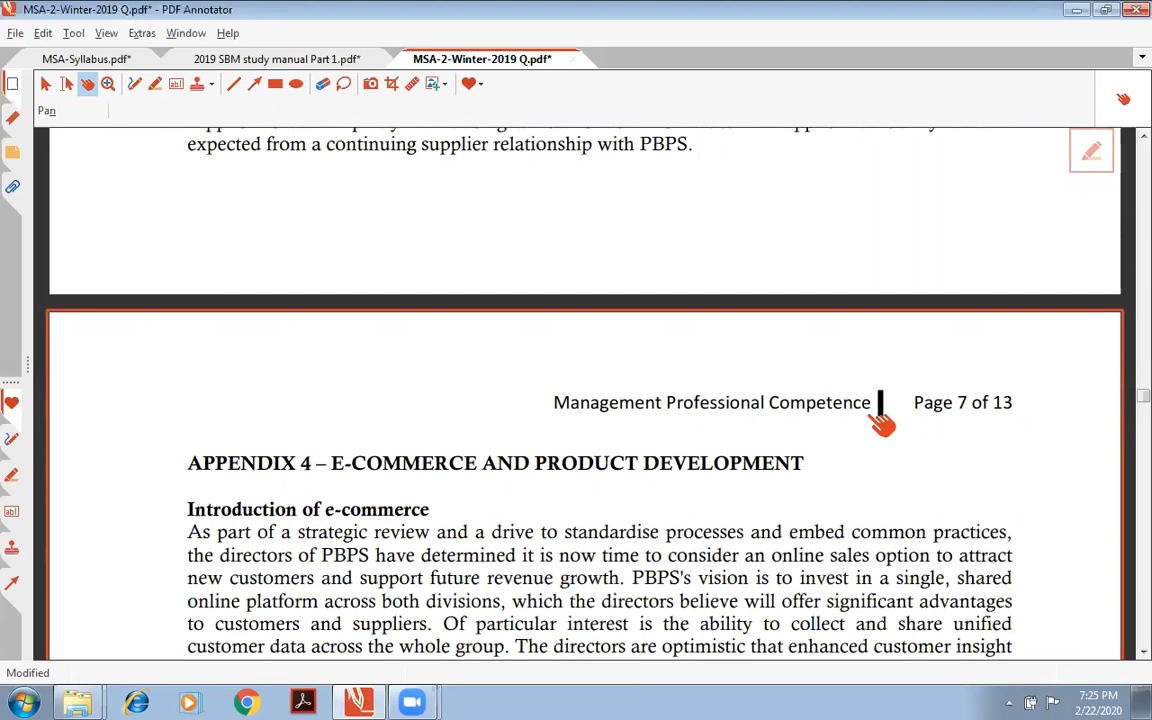 MSA-2-Winter-2019 Q.pdf* - PDF Annotator
File Edit Tool View Extras Window Help
MSA-Syllabus.pdf* 2019 SBM study manual Part 1.pdf* MSA-2-Winter-2019 Q.pdf*
Pan
expected from a continuing supplier relationship with PBPS.
Management Professional Competence Page 7 of 13
APPENDIX 4 – E-COMMERCE AND PRODUCT DEVELOPMENT
Introduction of e-commerce
As part of a strategic review and a drive to standardise processes and embed common practices,
the directors of PBPS have determined it is now time to consider an online sales option to attract
new customers and support future revenue growth. PBPS's vision is to invest in a single, shared
online platform across both divisions, which the directors believe will offer significant advantages
to customers and suppliers. Of particular interest is the ability to collect and share unified
customer data across the whole group. The directors are optimistic that enhanced customer insight
Modified
7:25 PM
2/22/2020